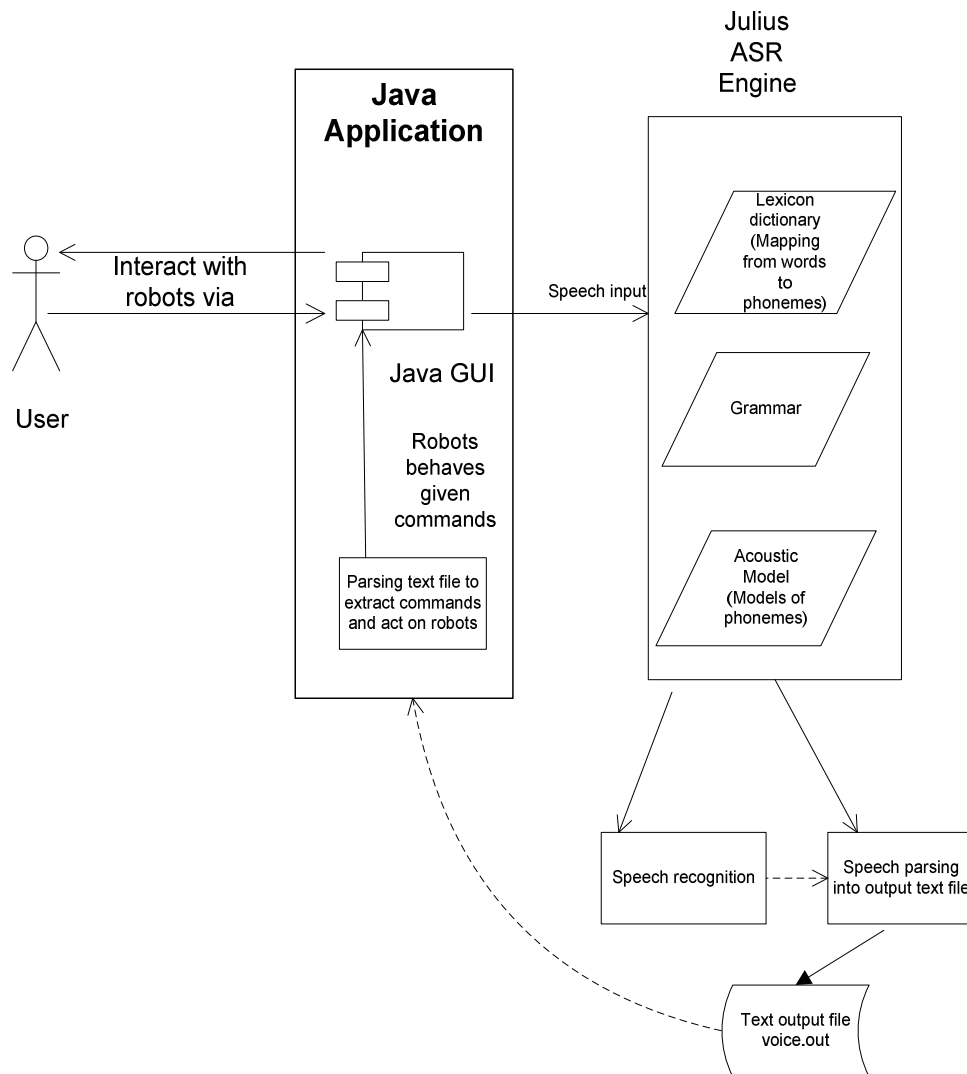 Julius
ASR
Engine
Java
Application
Lexicon
dictionary
(Mapping
from words
to
phonemes)
Interact with
robots via
Speech input
Java GUI
User
Grammar
Robots
behaves
given
commands
Parsing text file to
extract commands
and act on robots
Acoustic
Model
(Models of
phonemes)
Speech recognition
Speech parsing
into output text file
Text output file
voice.out